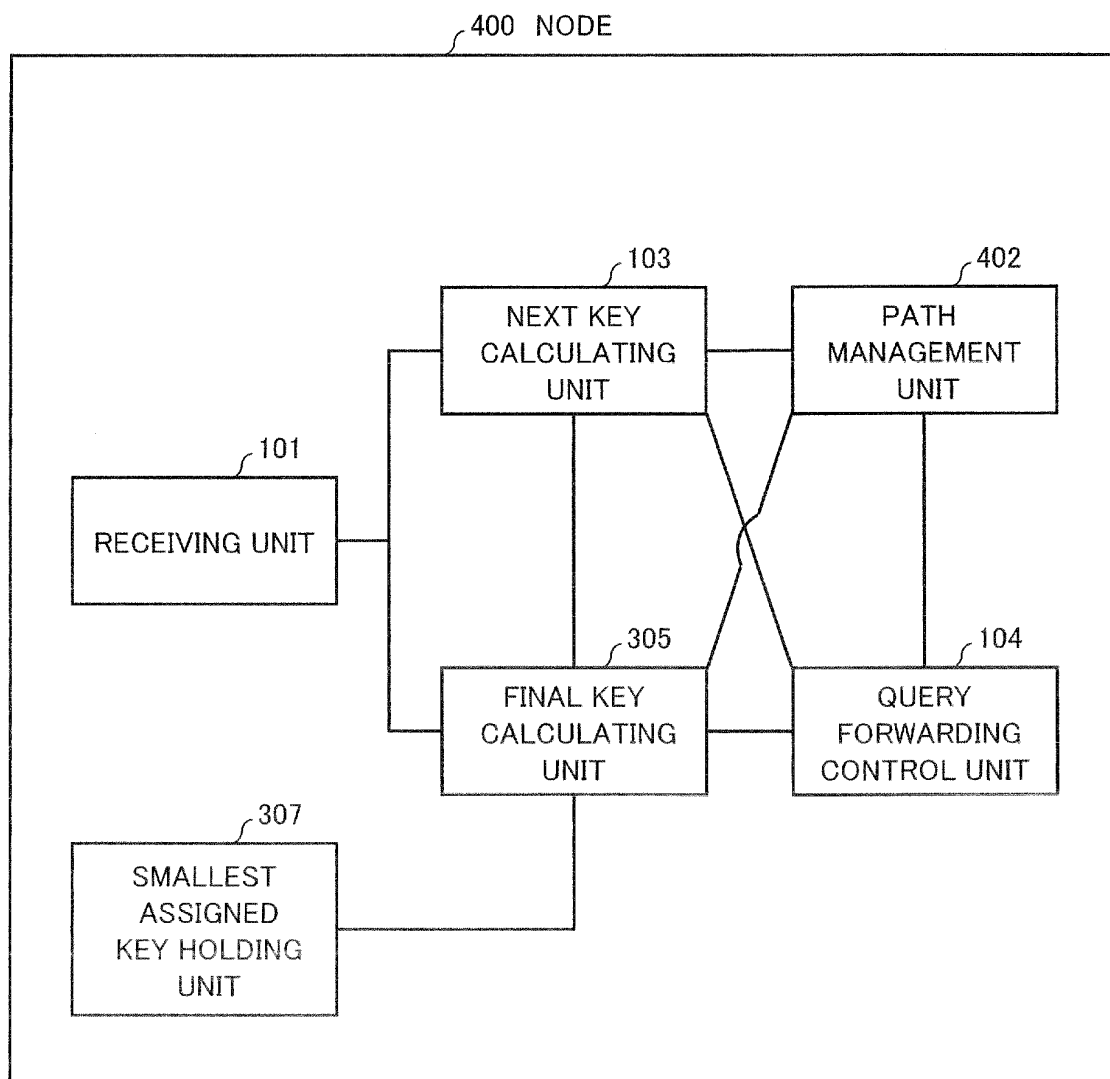 400 NODE
103
NEXT KEY
CALCULATING
UNIT
402
PATH
MANAGEMENT
UNIT
101
RECEIVING UNIT
305
FINAL KEY
CALCULATING
UNIT
104
QUERY
FORWARDING
CONTROL UNIT
307
SMALLEST
ASSIGNED
KEY HOLDING
UNIT